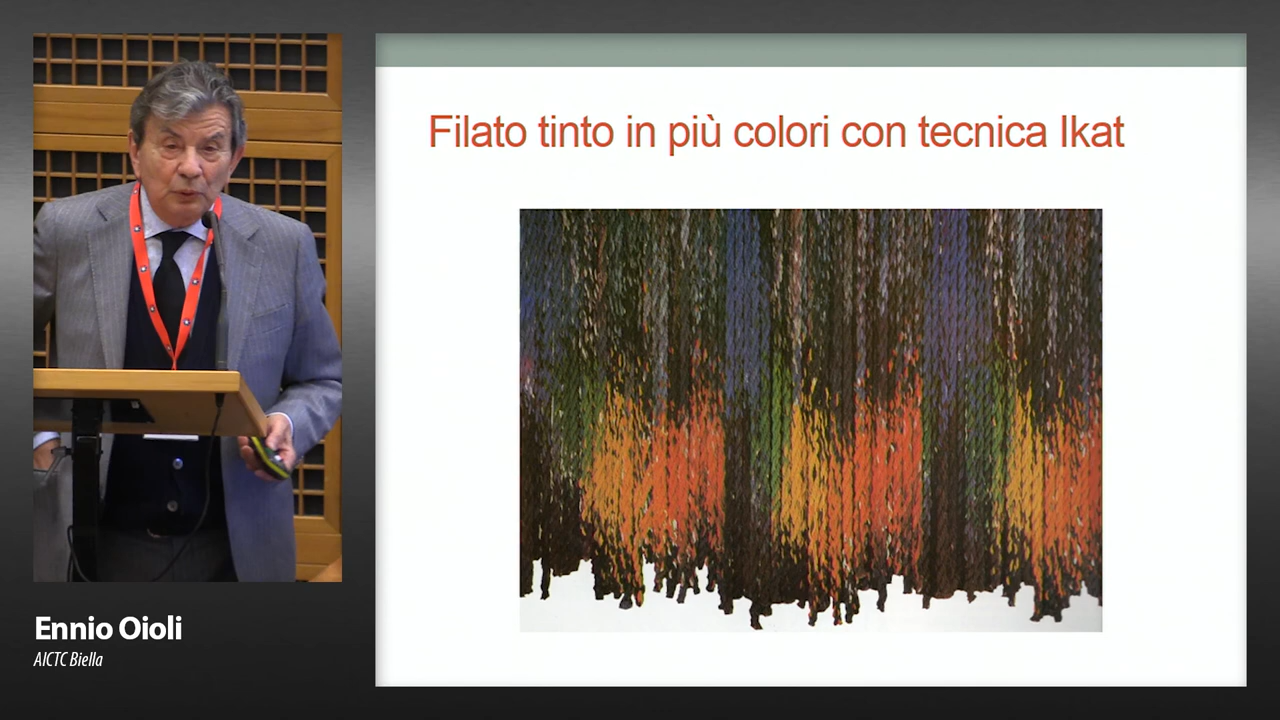 Filato tinto in più colori con tecnica Ikat
Ennio Oioli
AICTC Biella